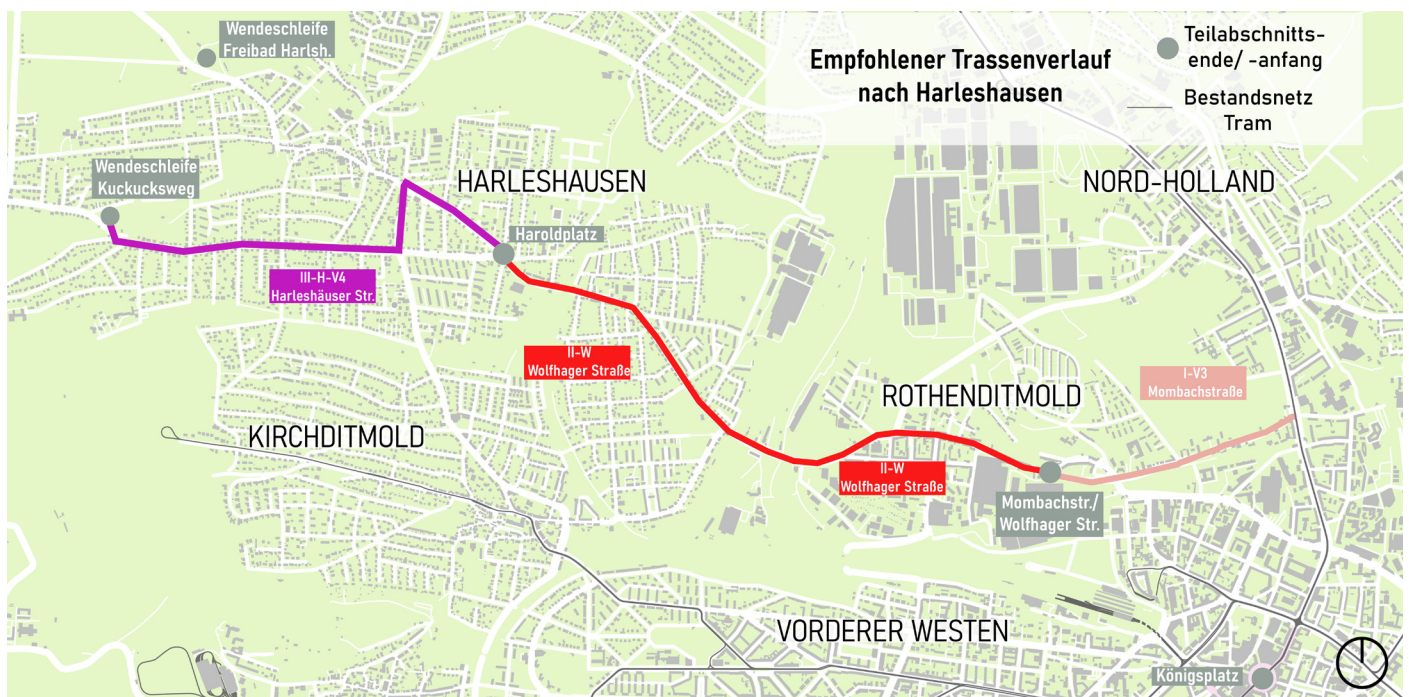 Wendeschleife
Freibad Harlsh.
Empfohlener Trassenverlauf
nach Harleshausen
Teilabschnitts-
ende/ -anfang
Bestandsnetz
Tram
Wendeschleife
Kuckucksweg
HARLESHAUSEN
NORD-HOLLAND
Haroldplatz
III-H-V4
Harleshäuser Str.
II-W
Wolfhager Straße
I-V3
Mombachstraße
ROTHENDITMOLD
KIRCHDITMOLD
II-W
Wolfhager Straße
Mombachstr./
Wolfhager Str.
VORDERER WESTEN
Königsplatz